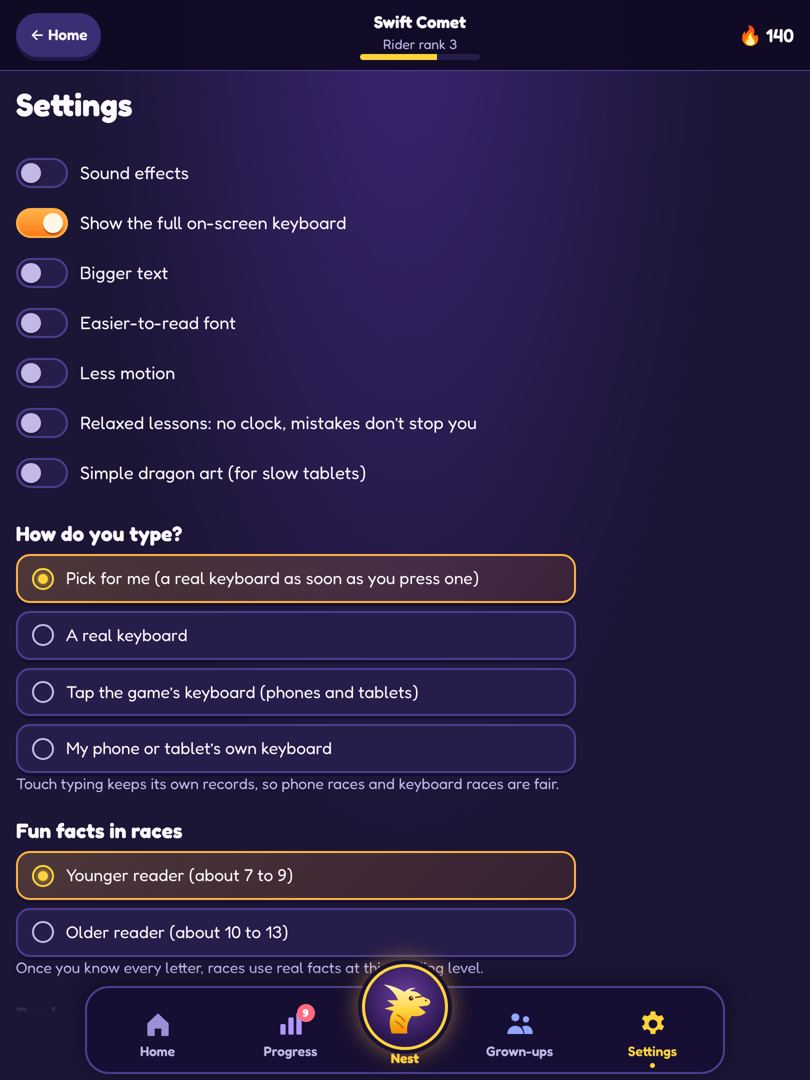 ← Home
Swift Comet
Rider rank 3
140
Settings
Sound effects
Show the full on-screen keyboard
Bigger text
Easier-to-read font
Less motion
Relaxed lessons: no clock, mistakes don't stop you
Simple dragon art (for slow tablets)
How do you type?
Pick for me (a real keyboard as soon as you press one)
A real keyboard
Tap the game's keyboard (phones and tablets)
My phone or tablet's own keyboard
Touch typing keeps its own records, so phone races and keyboard races are fair.
Fun facts in races
Younger reader (about 7 to 9)
Older reader (about 10 to 13)
Once you know every letter, races use real facts at level.
9
Home
Progress
Nest
Grown-ups
Settings